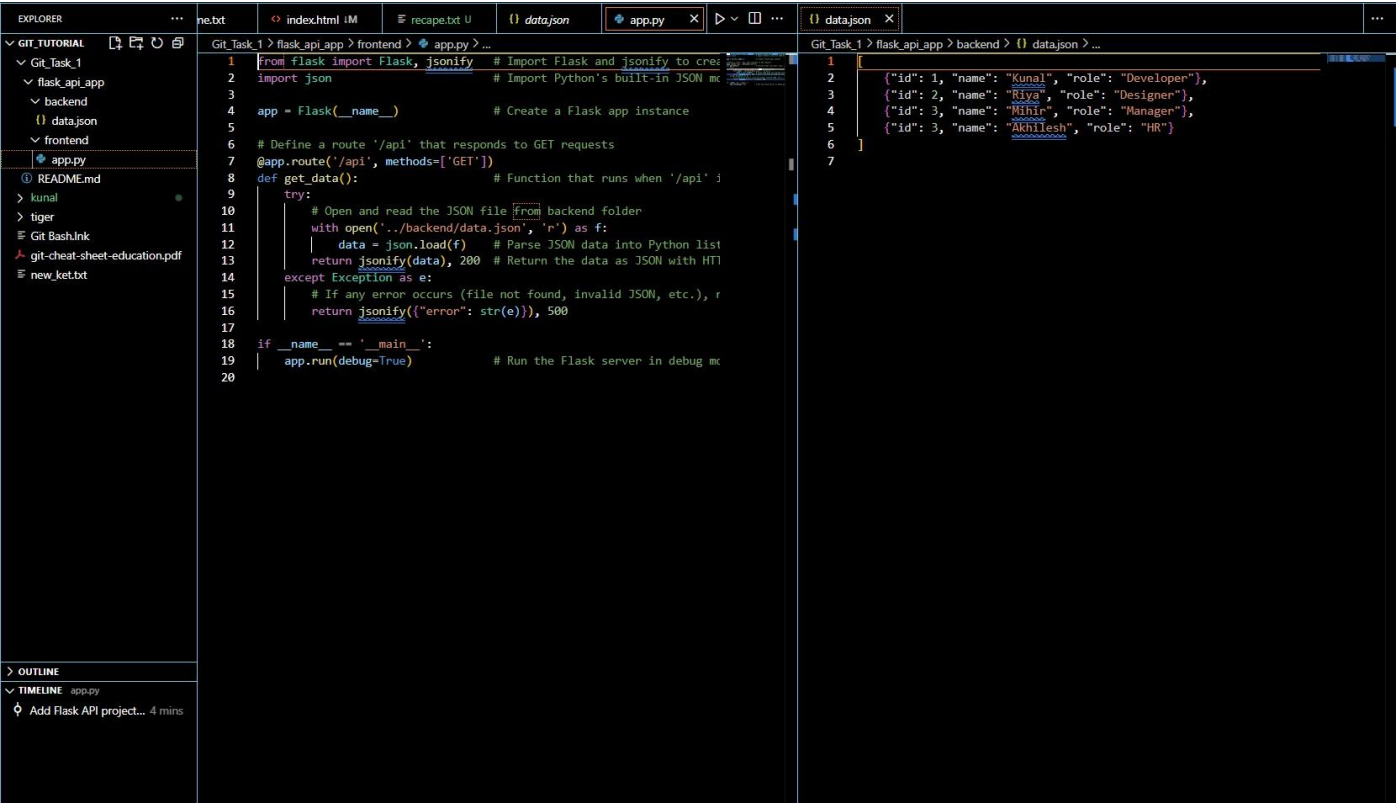 EXPLORER
GIT_TUTORIAL
Git_Task_1
flask_api_app
backend
{} data.json
frontend
app.py
README.md
kunal
tiger
Git Bash.lnk
git-cheat-sheet-education.pdf
new_ket.txt
OUTLINE
TIMELINE app.py
Add Flask API project... 4 mins
me.txt
<> index.html ↓M
recape.txt U
{} data.json
app.py
Git_Task_1 > flask_api_app > frontend > app.py > ...
1 from flask import Flask, jsonify # Import Flask and jsonify to crea
2 import json # Import Python's built-in JSON mo
3
4 app = Flask(__name__) # Create a Flask app instance
5
6 # Define a route '/api' that responds to GET requests
7 @app.route('/api', methods=['GET'])
8 def get_data(): # Function that runs when '/api' i
9 try:
10 # Open and read the JSON file from backend folder
11 with open('../backend/data.json', 'r') as f:
12 data = json.load(f) # Parse JSON data into Python list
13 return jsonify(data), 200 # Return the data as JSON with HTT
14 except Exception as e:
15 # If any error occurs (file not found, invalid JSON, etc.), r
16 return jsonify({"error": str(e)}), 500
17
18 if __name__ == '__main__':
19 app.run(debug=True) # Run the Flask server in debug mo
20
{} data.json
Git_Task_1 > flask_api_app > backend > {} data.json > ...
1 [
2 {"id": 1, "name": "Kunal", "role": "Developer"},
3 {"id": 2, "name": "Riya", "role": "Designer"},
4 {"id": 3, "name": "Mihir", "role": "Manager"},
5 {"id": 3, "name": "Akhilesh", "role": "HR"}
6 ]
7